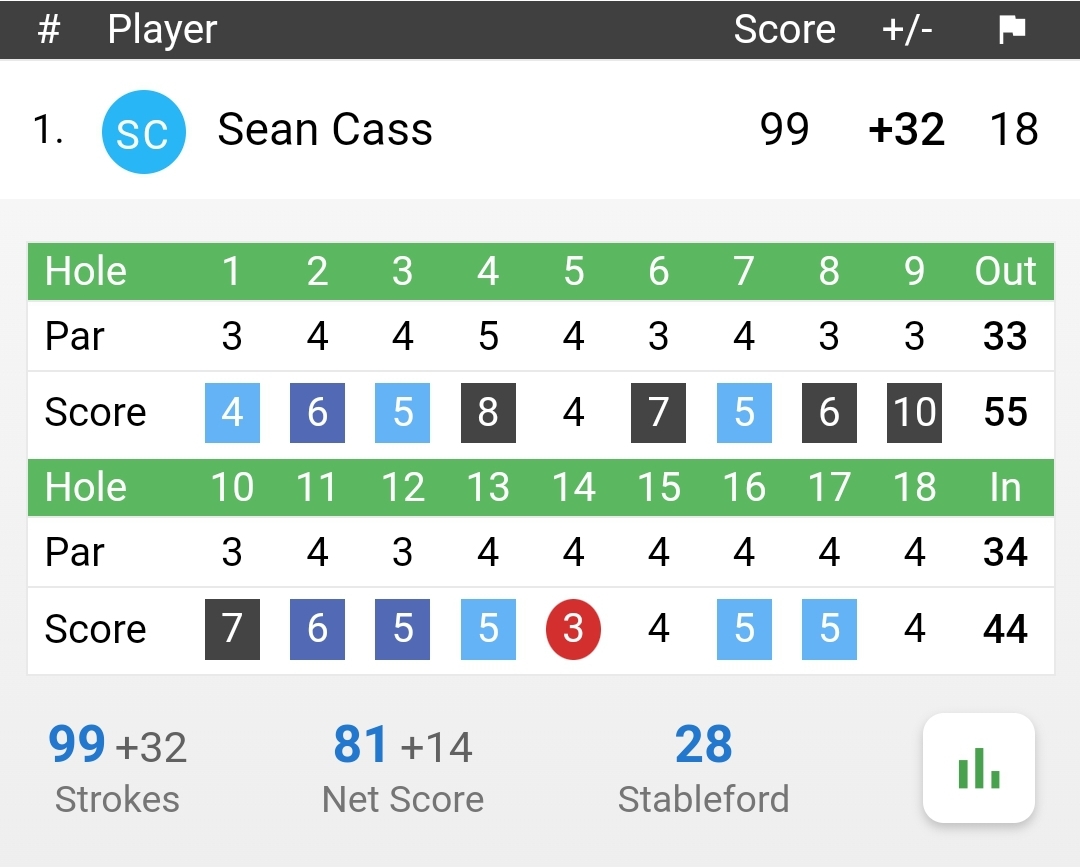 # Player Score +/-
1. SC Sean Cass 99 +32 18
Hole 1 2 3 4 5 6 7 8 9 Out
Par 3 4 4 5 4 3 4 3 3 33
Score 4 6 5 8 4 7 5 6 10 55
Hole 10 11 12 13 14 15 16 17 18 In
Par 3 4 3 4 4 4 4 4 4 34
Score 7 6 5 5 3 4 5 5 4 44
99 +32 81 +14 28
Strokes Net Score Stableford